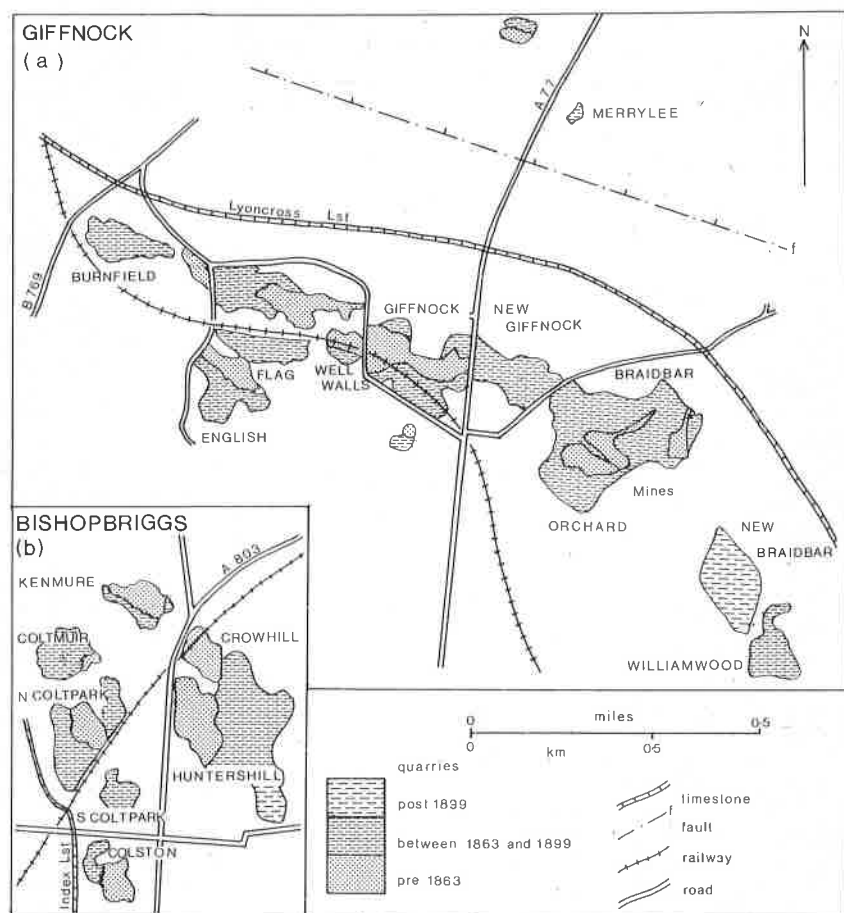 GIFFNOCK
(a)
N
A 77
MERRYLEE
Lyoncross Lst
f
BURNFIELD
B 769
GIFFNOCK
NEW
GIFFNOCK
FLAG
WELL
WALLS
BRAIDBAR
ENGLISH
Mines
ORCHARD
NEW
BRAIDBAR
WILLIAMWOOD
BISHOPBRIGGS
(b)
A 803
KENMURE
COLTMUIR
CROWHILL
N COLTPARK
HUNTERSHILL
S COLTPARK
COLSTON
Index Lst
0 miles 0·5
0 km 0·5
quarries
post 1899
between 1863 and 1899
pre 1863
limestone
f fault f
railway
road